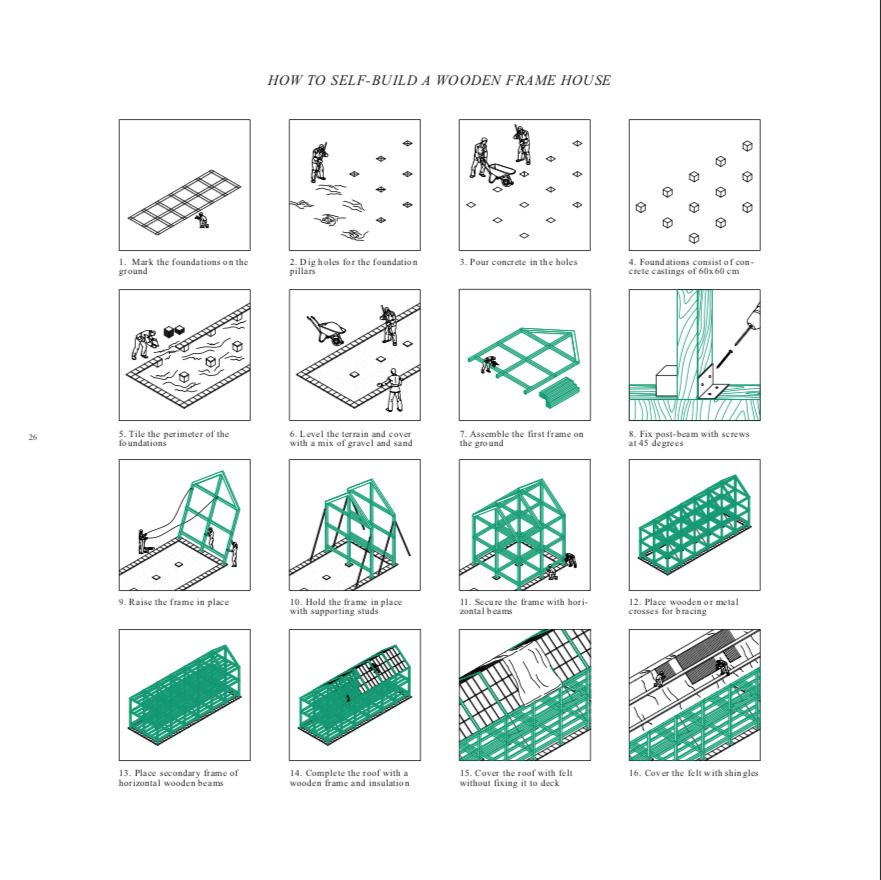 HOW TO SELF-BUILD A WOODEN FRAME HOUSE
1. Mark the foundations on the
ground
2. Dig holes for the foundation
pillars
3. Pour concrete in the holes
4. Foundations consist of con-
crete castings of 60x60 cm
5. Tile the perimeter of the
foundations
6. Level the terrain and cover
with a mix of gravel and sand
7. Assemble the first frame on
the ground
8. Fix post-beam with screws
at 45 degrees
26
9. Raise the frame in place
10. Hold the frame in place
with supporting studs
11. Secure the frame with hori-
zontal beams
12. Place wooden or metal
crosses for bracing
13. Place secondary frame of
horizontal wooden beams
14. Complete the roof with a
wooden frame and insulation
15. Cover the roof with felt
without fixing it to deck
16. Cover the felt with shingles